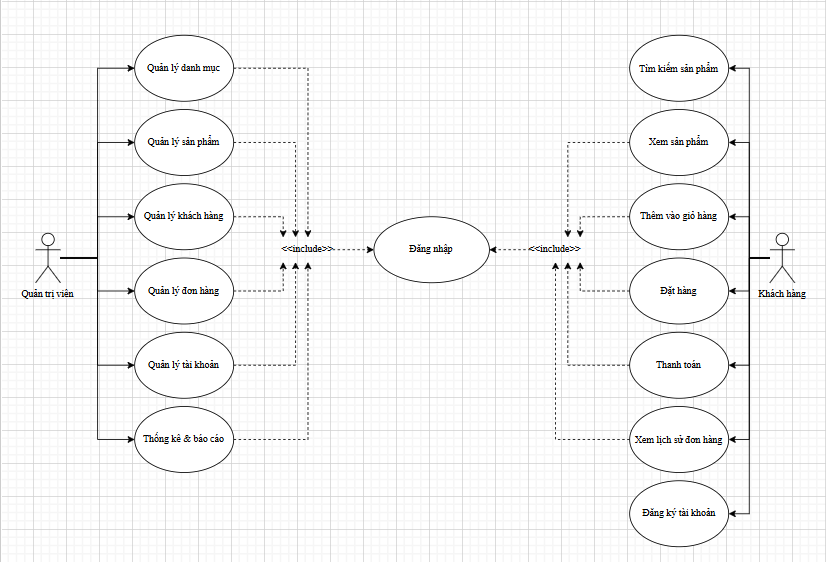 Quản lý danh mục
Tìm kiếm sản phẩm
Quản lý sản phẩm
Xem sản phẩm
Quản lý khách hàng
Thêm vào giỏ hàng
<<include>>
Đăng nhập
<<include>>
Quản trị viên
Quản lý đơn hàng
Đặt hàng
Khách hàng
Quản lý tài khoản
Thanh toán
Thống kê & báo cáo
Xem lịch sử đơn hàng
Đăng ký tài khoản